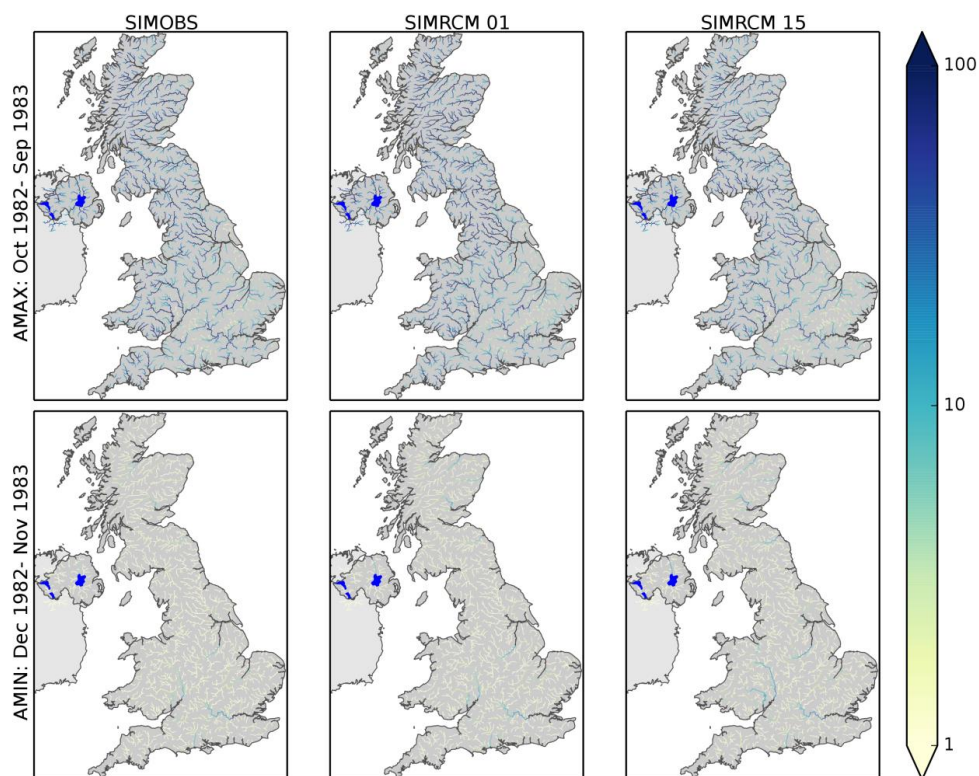 SIMOBS SIMRCM 01 SIMRCM 15
AMAX: Oct 1982- Sep 1983
AMIN: Dec 1982- Nov 1983
100
10
1